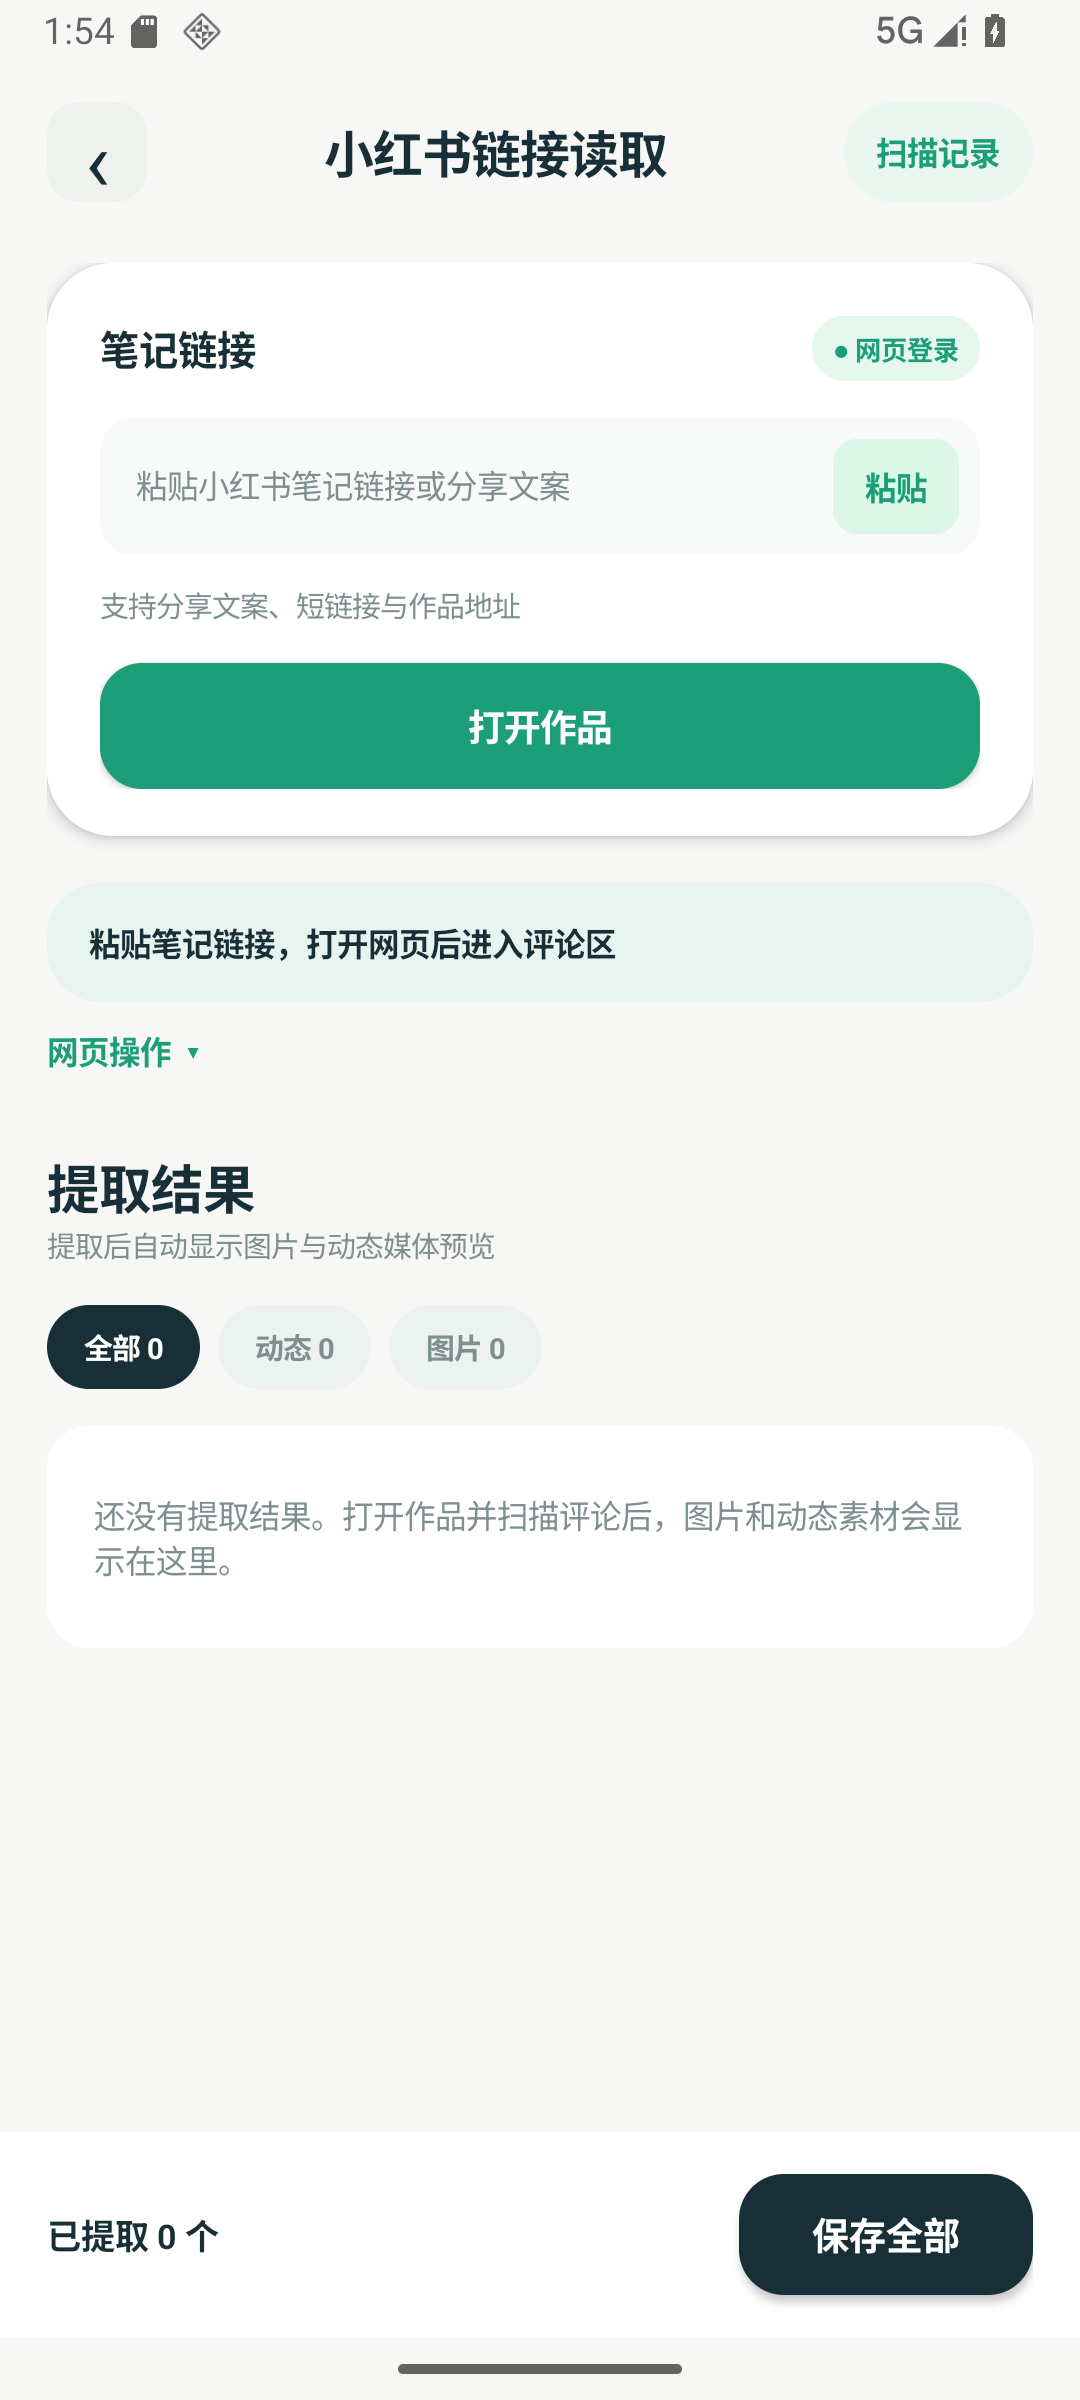 1:54
5G
‹
小红书链接读取
扫描记录
笔记链接
● 网页登录
粘贴小红书笔记链接或分享文案
粘贴
支持分享文案、短链接与作品地址
打开作品
粘贴笔记链接，打开网页后进入评论区
网页操作 ▼
提取结果
提取后自动显示图片与动态媒体预览
全部 0
动态 0
图片 0
还没有提取结果。打开作品并扫描评论后，图片和动态素材会显
示在这里。
已提取 0 个
保存全部